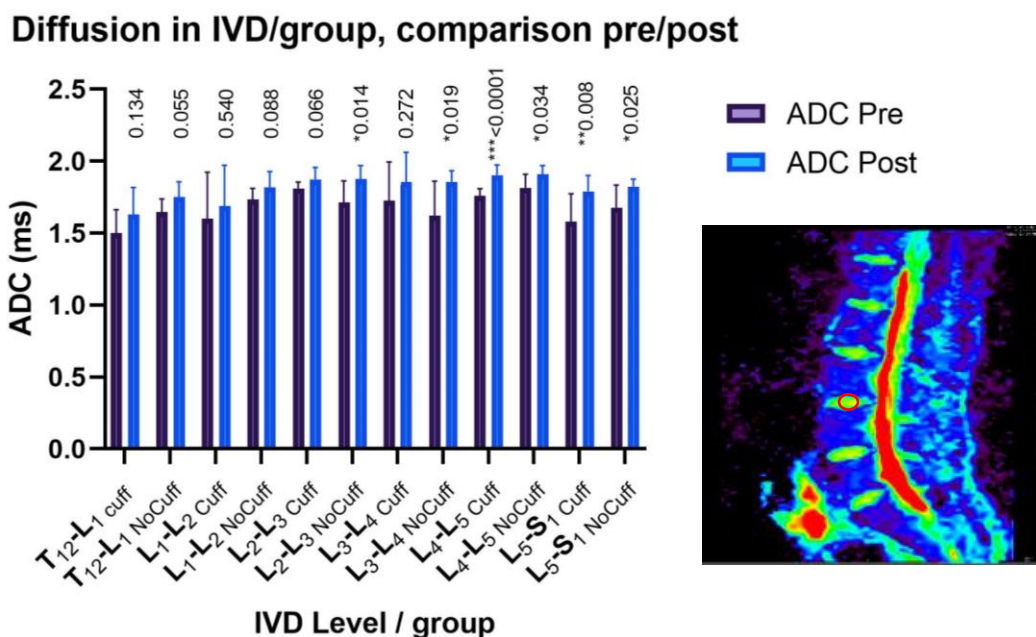 Diffusion in IVD/group, comparison pre/post
ADC (ms)
2.5
2.0
1.5
1.0
0.5
0.0
0.134
0.055
0.540
0.088
0.066
*0.014
0.272
*0.019
***<0.0001
*0.034
**0.008
*0.025
T₁₂-L₁ cuff
T₁₂-L₁ NoCuff
L₁-L₂ Cuff
L₁-L₂ NoCuff
L₂-L₃ Cuff
L₂-L₃ NoCuff
L₃-L₄ Cuff
L₃-L₄ NoCuff
L₄-L₅ Cuff
L₄-L₅ NoCuff
L₅-S₁ Cuff
L₅-S₁ NoCuff
IVD Level / group
ADC Pre
ADC Post